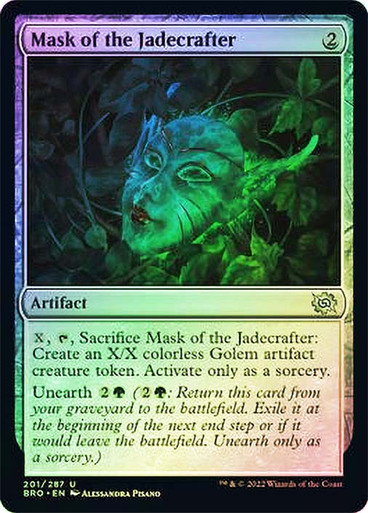 Mask of the Jadecrafter 2
Artifact
X, T, Sacrifice Mask of the Jadecrafter:
Create an X/X colorless Golem artifact
creature token. Activate only as a sorcery.
Unearth 2 (2: Return this card from
your graveyard to the battlefield. Exile it at
the beginning of the next end step or if it
would leave the battlefield. Unearth only as
a sorcery.)
201/287 U
BRO • EN Alessandra Pisano
™ & © 2022 Wizards of the Coast